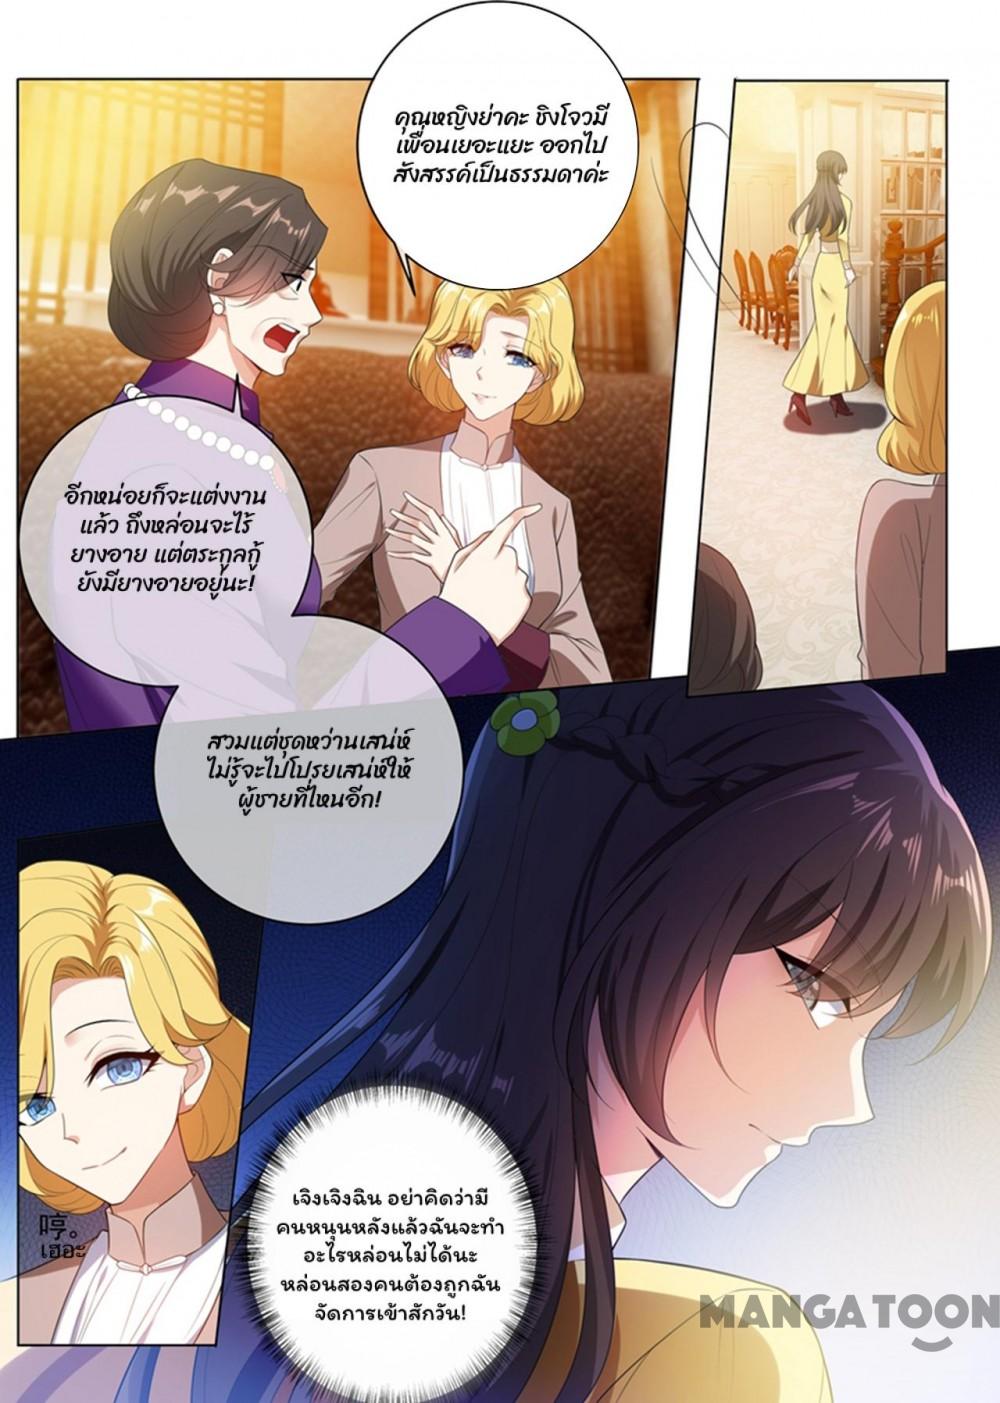 คุณหญิงย่าคะ ชิงโจวมี
เพื่อนเยอะแยะ ออกไป
สังสรรค์เป็นธรรมดาค่ะ
อีกหน่อยก็จะแต่งงาน
แล้ว ถึงหล่อนจะไร้
ยางอาย แต่ตระกูลกู้
ยังมียางอายอยู่นะ!
สวมแต่ชุดหว่านเสน่ห์
ไม่รู้จะไปโปรยเสน่ห์ให้
ผู้ชายที่ไหนอีก!
哼。
เฮอะ
เจิงเจิงฉิน อย่าคิดว่ามี
คนหนุนหลังแล้วฉันจะทำ
อะไรหล่อนไม่ได้นะ
หล่อนสองคนต้องถูกฉัน
จัดการเข้าสักวัน!
MANGATOON